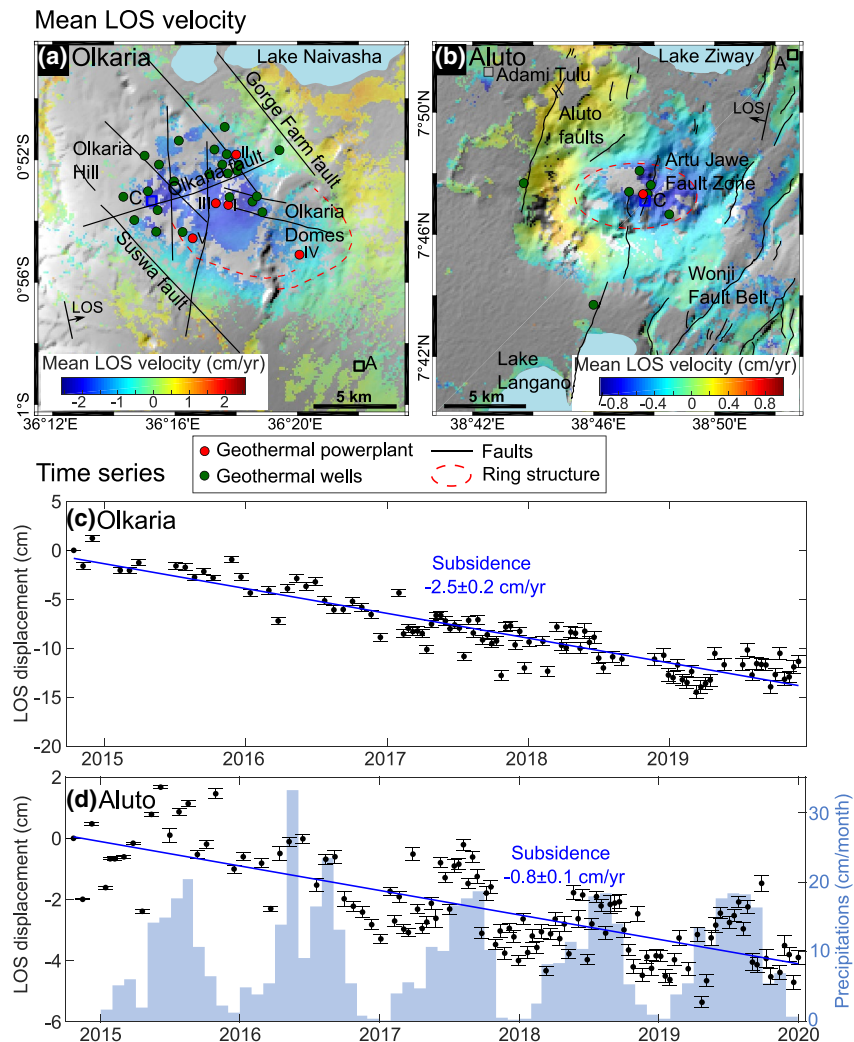 Mean LOS velocity
(a) Olkaria
Lake Naivasha
Gorge Farm fault
Olkaria
Hill
Olkaria fault
II
C
III
I
Olkaria
Domes
V
IV
Suswa fault
LOS
A
Mean LOS velocity (cm/yr)
-2 -1 0 1 2
5 km
0°52'S
0°56'S
1°S
36°12'E 36°16'E 36°20'E
(b) Aluto
Lake Ziway
A
Adami Tulu
LOS
Aluto
faults
Artu Jawe
Fault Zone
C
Wonji
Fault Belt
Lake
Langano
Mean LOS velocity (cm/yr)
-0.8 -0.4 0 0.4 0.8
5 km
7°50'N
7°46'N
7°42'N
38°42'E 38°46'E 38°50'E
Geothermal powerplant
Faults
Geothermal wells
Ring structure
Time series
(c) Olkaria
Subsidence
-2.5±0.2 cm/yr
LOS displacement (cm)
5
0
-5
-10
-15
-20
2015 2016 2017 2018 2019
(d) Aluto
Subsidence
-0.8±0.1 cm/yr
LOS displacement (cm)
2
0
-2
-4
-6
Precipitations (cm/month)
30
20
10
0
2015 2016 2017 2018 2019 2020